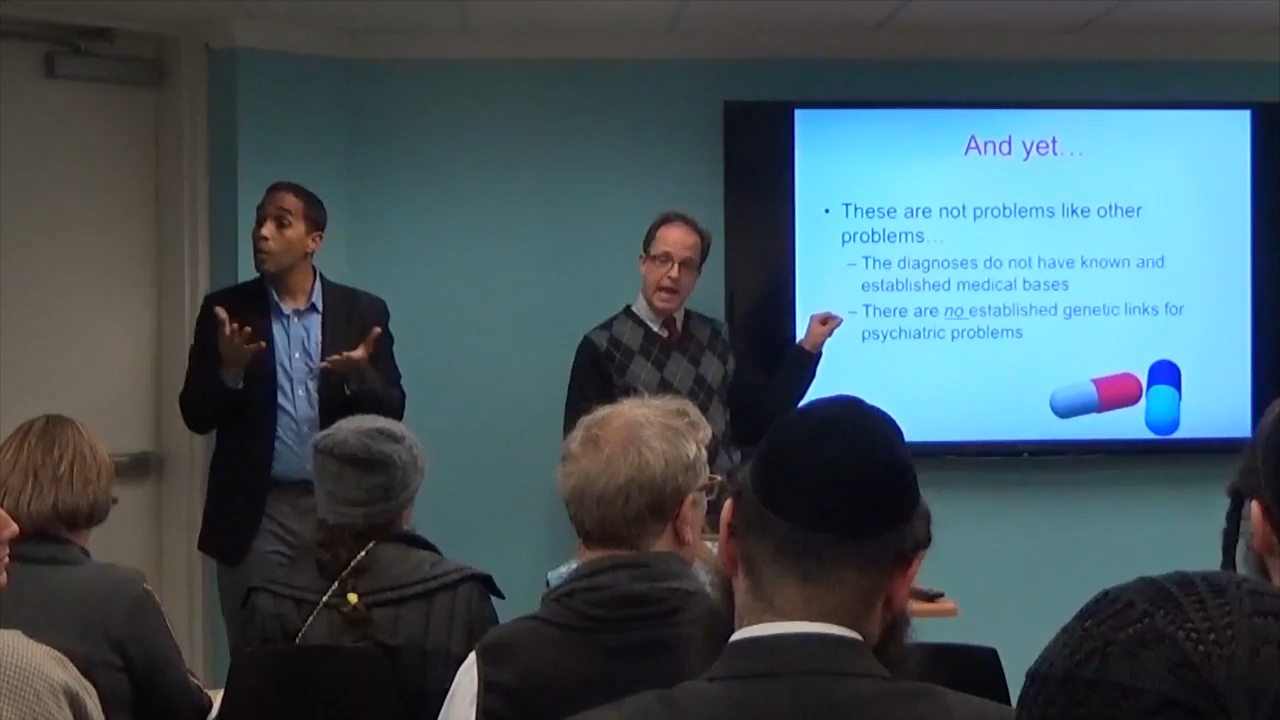 And yet…
• These are not problems like other
problems…
– The diagnoses do not have known and
established medical bases
– There are no established genetic links for
psychiatric problems